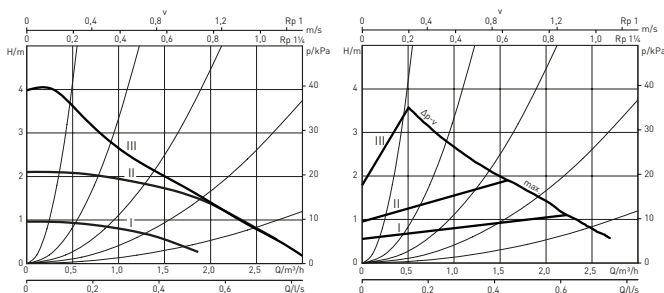 v
0 0,4 0,8 1,2 Rp 1
m/s
0 0,2 0,4 0,6 0,8 1,0 Rp 1¼
H/m
p/kPa
4
3
2
1
0
40
30
20
10
0
III
II
I
0 0,5 1,0 1,5 2,0 2,5 Q/m³/h
0 0,2 0,4 0,6 Q/l/s
v
0 0,4 0,8 1,2 Rp 1
m/s
0 0,2 0,4 0,6 0,8 1,0 Rp 1¼
H/m
p/kPa
4
3
2
1
0
40
30
20
10
0
Δp-v
III
II
I
max
0 0,5 1,0 1,5 2,0 2,5 Q/m³/h
0 0,2 0,4 0,6 Q/l/s